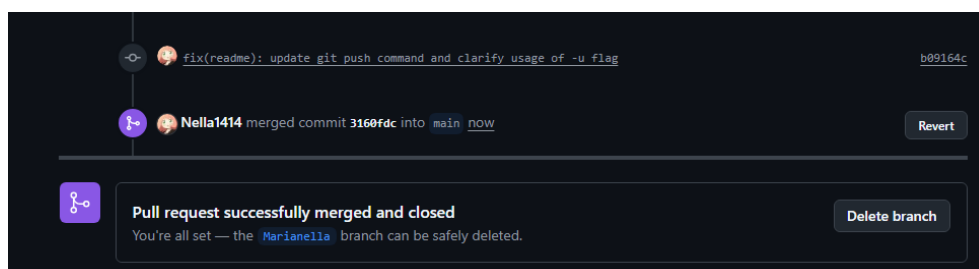 fix(readme): update git push command and clarify usage of -u flag b09164c
Nella1414 merged commit 3160fdc into main now Revert
Pull request successfully merged and closed
You're all set — the Marianella branch can be safely deleted.
Delete branch